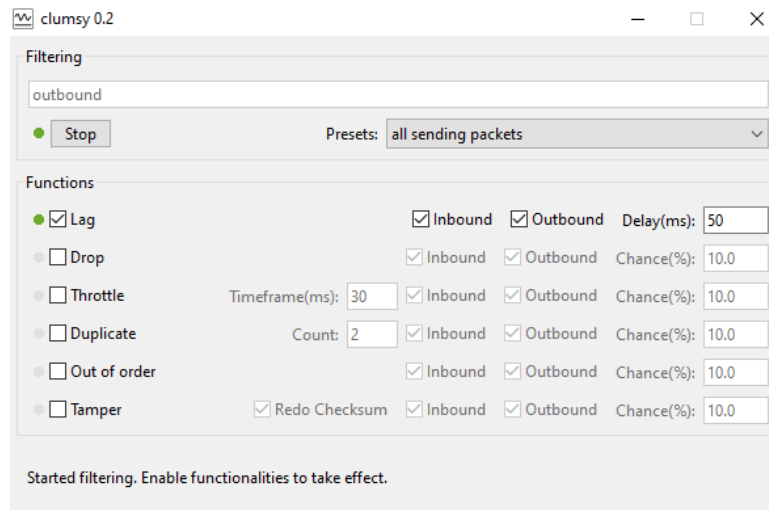 clumsy 0.2
Filtering
outbound
Stop Presets: all sending packets
Functions
Lag Inbound Outbound Delay(ms): 50
Drop Inbound Outbound Chance(%): 10.0
Throttle Timeframe(ms): 30 Inbound Outbound Chance(%): 10.0
Duplicate Count: 2 Inbound Outbound Chance(%): 10.0
Out of order Inbound Outbound Chance(%): 10.0
Tamper Redo Checksum Inbound Outbound Chance(%): 10.0
Started filtering. Enable functionalities to take effect.